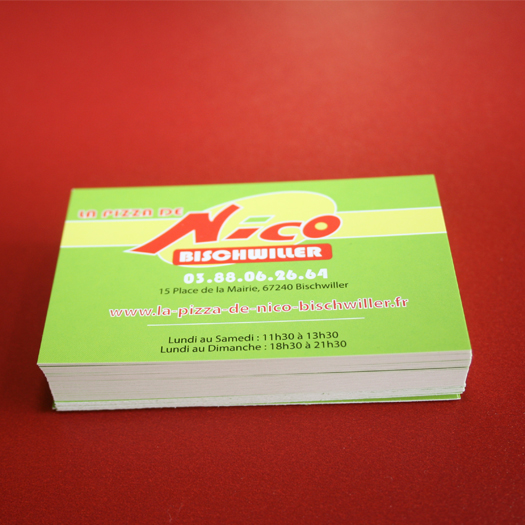 LA PIZZA DE
Nico
BISCHWILLER
03.88.06.26.64
15 Place de la Mairie, 67240 Bischwiller
www.la-pizza-de-nico-bischwiller.fr
Lundi au Samedi : 11h30 à 13h30
Lundi au Dimanche : 18h30 à 21h30